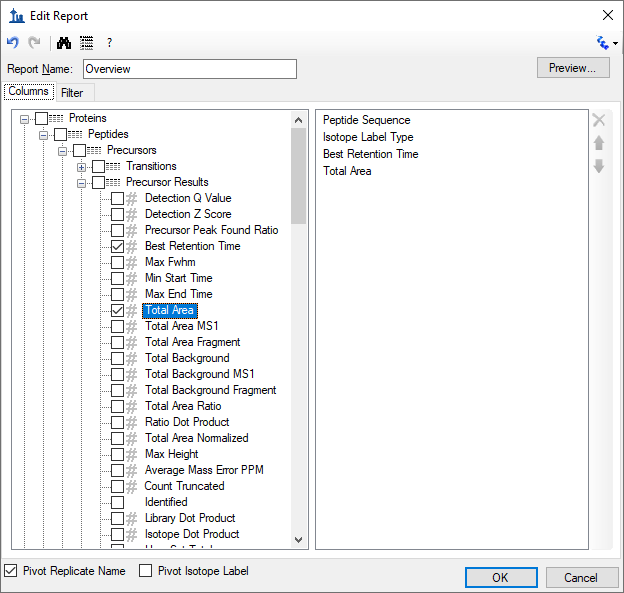 Edit Report
?
Report Name: Overview
Preview...
Columns Filter
Proteins
Peptides
Precursors
Transitions
Precursor Results
Detection Q Value
Detection Z Score
Precursor Peak Found Ratio
Best Retention Time
Max Fwhm
Min Start Time
Max End Time
Total Area
Total Area MS1
Total Area Fragment
Total Background
Total Background MS1
Total Background Fragment
Total Area Ratio
Ratio Dot Product
Total Area Normalized
Max Height
Average Mass Error PPM
Count Truncated
Identified
Library Dot Product
Isotope Dot Product
Peptide Sequence
Isotope Label Type
Best Retention Time
Total Area
Pivot Replicate Name Pivot Isotope Label
OK Cancel